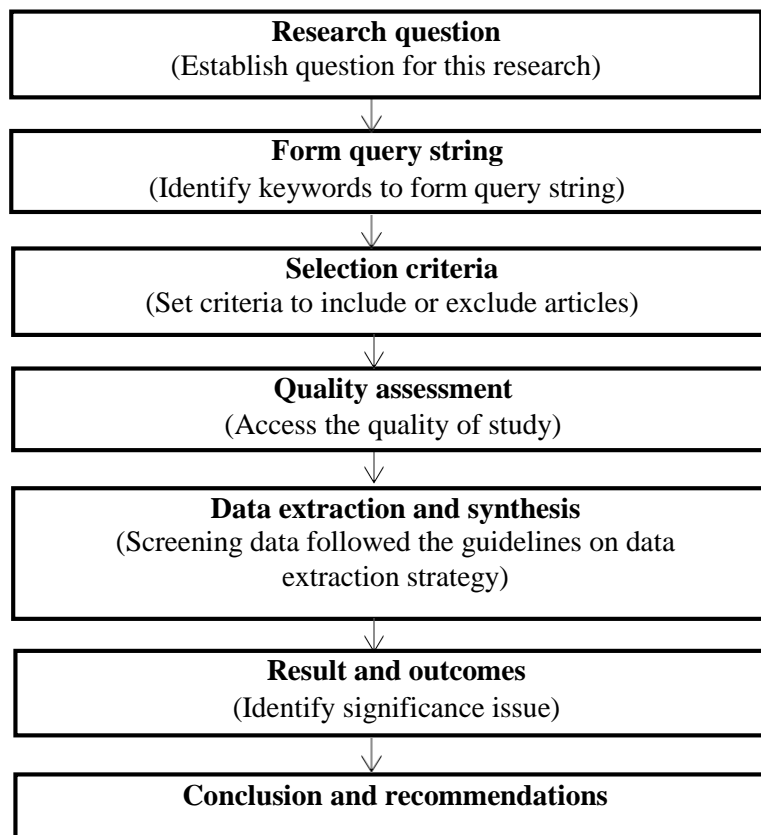 Research question
(Establish question for this research)
Form query string
(Identify keywords to form query string)
Selection criteria
(Set criteria to include or exclude articles)
Quality assessment
(Access the quality of study)
Data extraction and synthesis
(Screening data followed the guidelines on data
extraction strategy)
Result and outcomes
(Identify significance issue)
Conclusion and recommendations